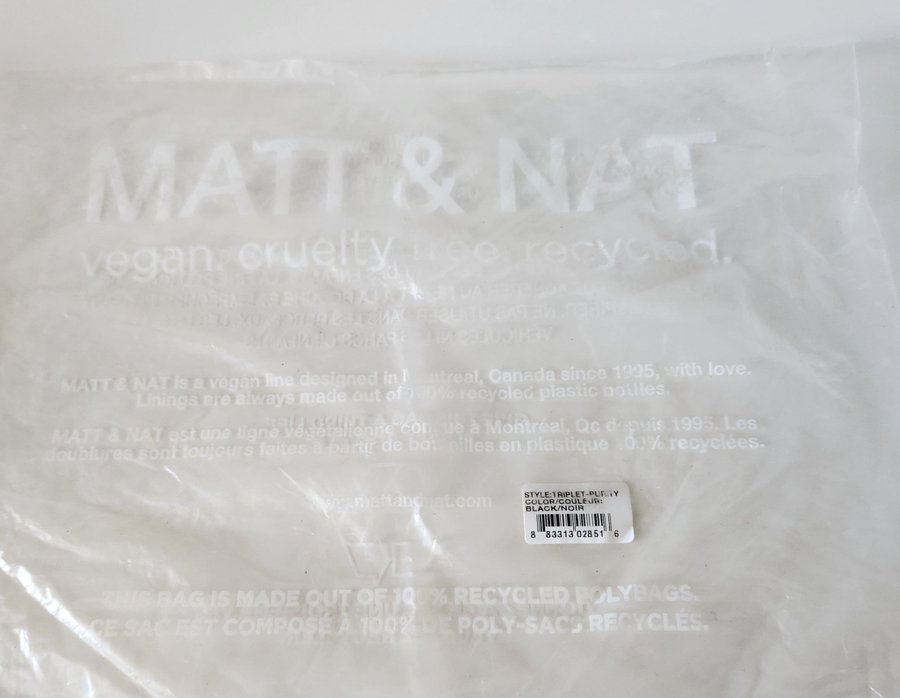 MATT & NAT
vegan. cruelty free. recycled.
MATT & NAT is a vegan line designed in Montreal, Canada since 1995, with love.
Linings are always made out of 100% recycled plastic bottles.
MATT & NAT est une ligne végétalienne conçue à Montréal, Qc depuis 1995. Les
doublures sont toujours faites à partir de bouteilles en plastique 100% recyclées.
www.mattandnat.com
STYLE:TRIPLET-PURITY
COLOR/COULEUR:
BLACK/NOIR
8 83313 02851 6
THIS BAG IS MADE OUT OF 100% RECYCLED POLYBAGS.
CE SAC EST COMPOSÉ À 100% DE POLY-SACS RECYCLÉS.